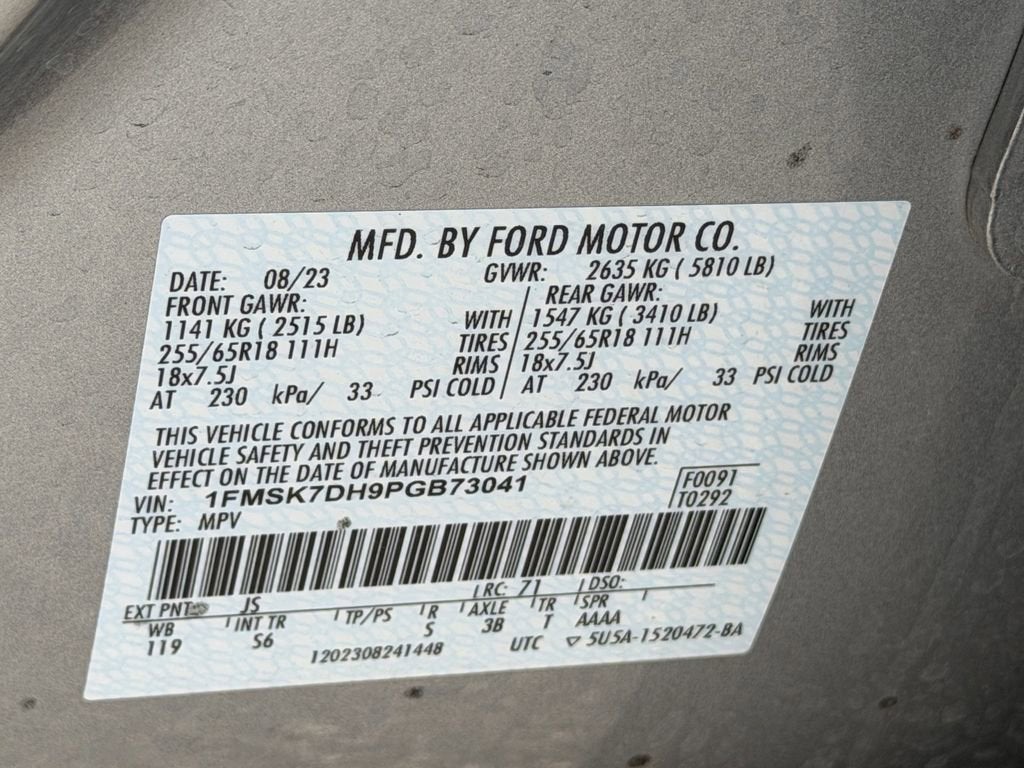 MFD. BY FORD MOTOR CO.
DATE: 08/23 GVWR: 2635 KG ( 5810 LB)
FRONT GAWR: REAR GAWR:
1141 KG ( 2515 LB) WITH 1547 KG ( 3410 LB) WITH
255/65R18 111H TIRES 255/65R18 111H TIRES
18x7.5J RIMS 18x7.5J RIMS
AT 230 kPa/ 33 PSI COLD AT 230 kPa/ 33 PSI COLD
THIS VEHICLE CONFORMS TO ALL APPLICABLE FEDERAL MOTOR
VEHICLE SAFETY AND THEFT PREVENTION STANDARDS IN
EFFECT ON THE DATE OF MANUFACTURE SHOWN ABOVE.
VIN: 1FMSK7DH9PGB73041 F0091
TYPE: MPV T0292
EXT PNT: JS RC: 71 DSO:
WB INT TR TP/PS R AXLE TR SPR
119 S6 S 3B T AAAA
1202308241448 UTC ▽ 5U5A-1520472-BA